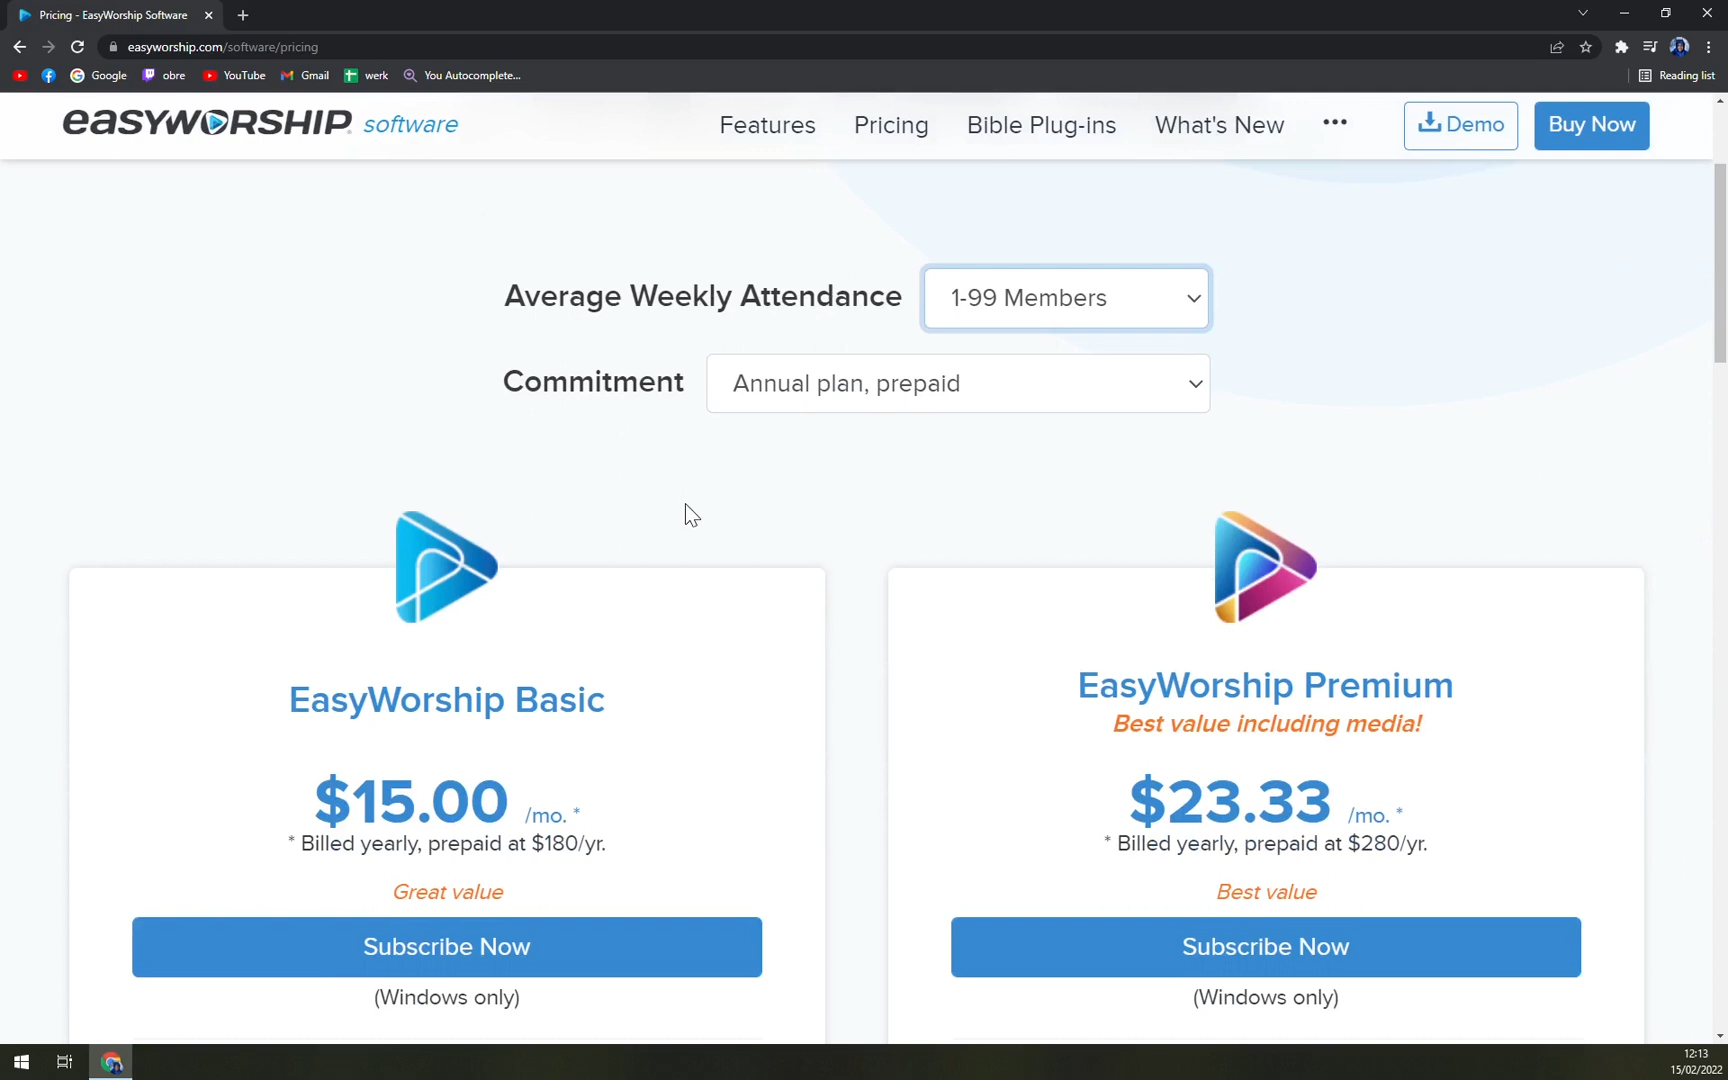 Pricing - EasyWorship Software
easyworship.com/software/pricing
Google obre YouTube Gmail werk You Autocomplete... Reading list
EASYWORSHIP software Features Pricing Bible Plug-ins What's New ••• Demo Buy Now
Average Weekly Attendance 1-99 Members
Commitment Annual plan, prepaid
EasyWorship Basic
$15.00 /mo. *
* Billed yearly, prepaid at $180/yr.
Great value
Subscribe Now
(Windows only)
EasyWorship Premium
Best value including media!
$23.33 /mo. *
* Billed yearly, prepaid at $280/yr.
Best value
Subscribe Now
(Windows only)
12:13
15/02/2022